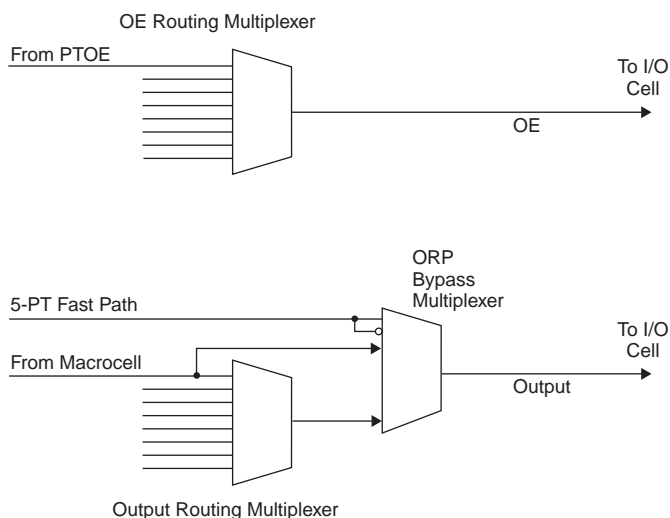 OE Routing Multiplexer
From PTOE
To I/O
Cell
OE
ORP
Bypass
Multiplexer
5-PT Fast Path
To I/O
Cell
From Macrocell
Output
Output Routing Multiplexer